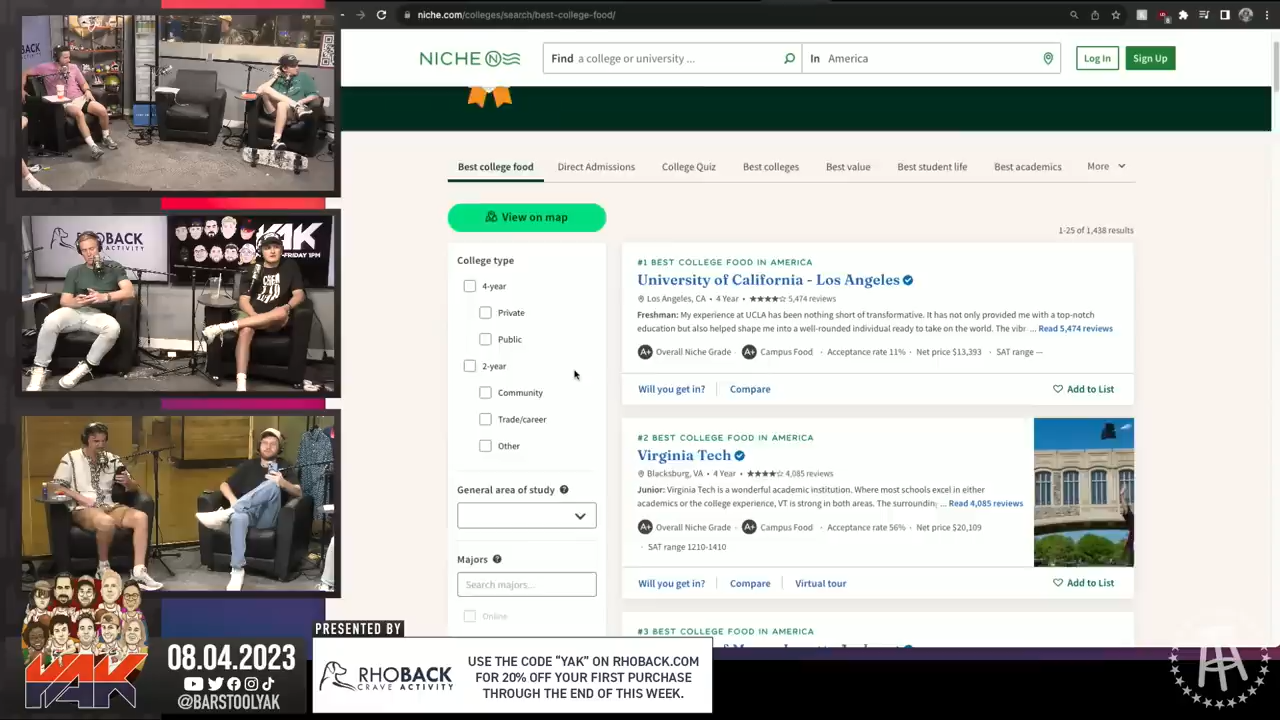 niche.com/colleges/search/best-college-food/
NICHE
Find a college or university ...
In America
Log In
Sign Up
Best college food
Direct Admissions
College Quiz
Best colleges
Best value
Best student life
Best academics
More
View on map
1-25 of 1,438 results
College type
4-year
Private
Public
2-year
Community
Trade/career
Other
General area of study
Majors
Search majors...
Online
#1 BEST COLLEGE FOOD IN AMERICA
University of California - Los Angeles
Los Angeles, CA • 4 Year • 5,474 reviews
Freshman: My experience at UCLA has been nothing short of transformative. It has not only provided me with a top-notch
education but also helped shape me into a well-rounded individual ready to take on the world. The vibr ... Read 5,474 reviews
A+ Overall Niche Grade · A+ Campus Food · Acceptance rate 11% · Net price $13,393 · SAT range —
Will you get in?
Compare
Add to List
#2 BEST COLLEGE FOOD IN AMERICA
Virginia Tech
Blacksburg, VA • 4 Year • 4,085 reviews
Junior: Virginia Tech is a wonderful academic institution. Where most schools excel in either
academics or the college experience, VT is strong in both areas. The surroundin ... Read 4,085 reviews
A+ Overall Niche Grade · A+ Campus Food · Acceptance rate 56% · Net price $20,109
· SAT range 1210-1410
Will you get in?
Compare
Virtual tour
Add to List
#3 BEST COLLEGE FOOD IN AMERICA
RHOBACK
YAK
YAK
08.04.2023
@BARSTOOLYAK
PRESENTED BY
RHOBACK
CRAVE ACTIVITY
USE THE CODE “YAK” ON RHOBACK.COM
FOR 20% OFF YOUR FIRST PURCHASE
THROUGH THE END OF THIS WEEK.